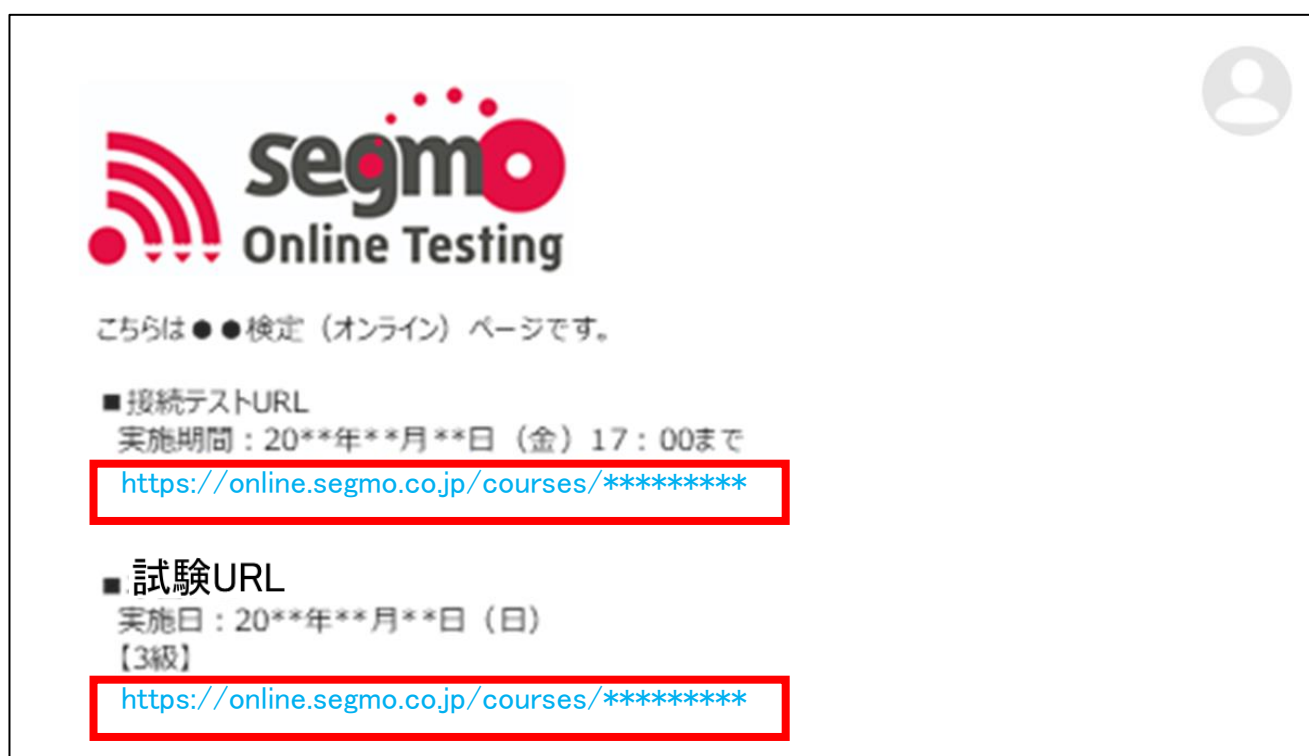 segmo
Online Testing
こちらは●●検定（オンライン）ページです。
■接続テストURL
実施期間：20**年**月**日（金）17：00まで
https://online.segmo.co.jp/courses/*********
■試験URL
実施日：20**年**月**日（日）
【3級】
https://online.segmo.co.jp/courses/*********